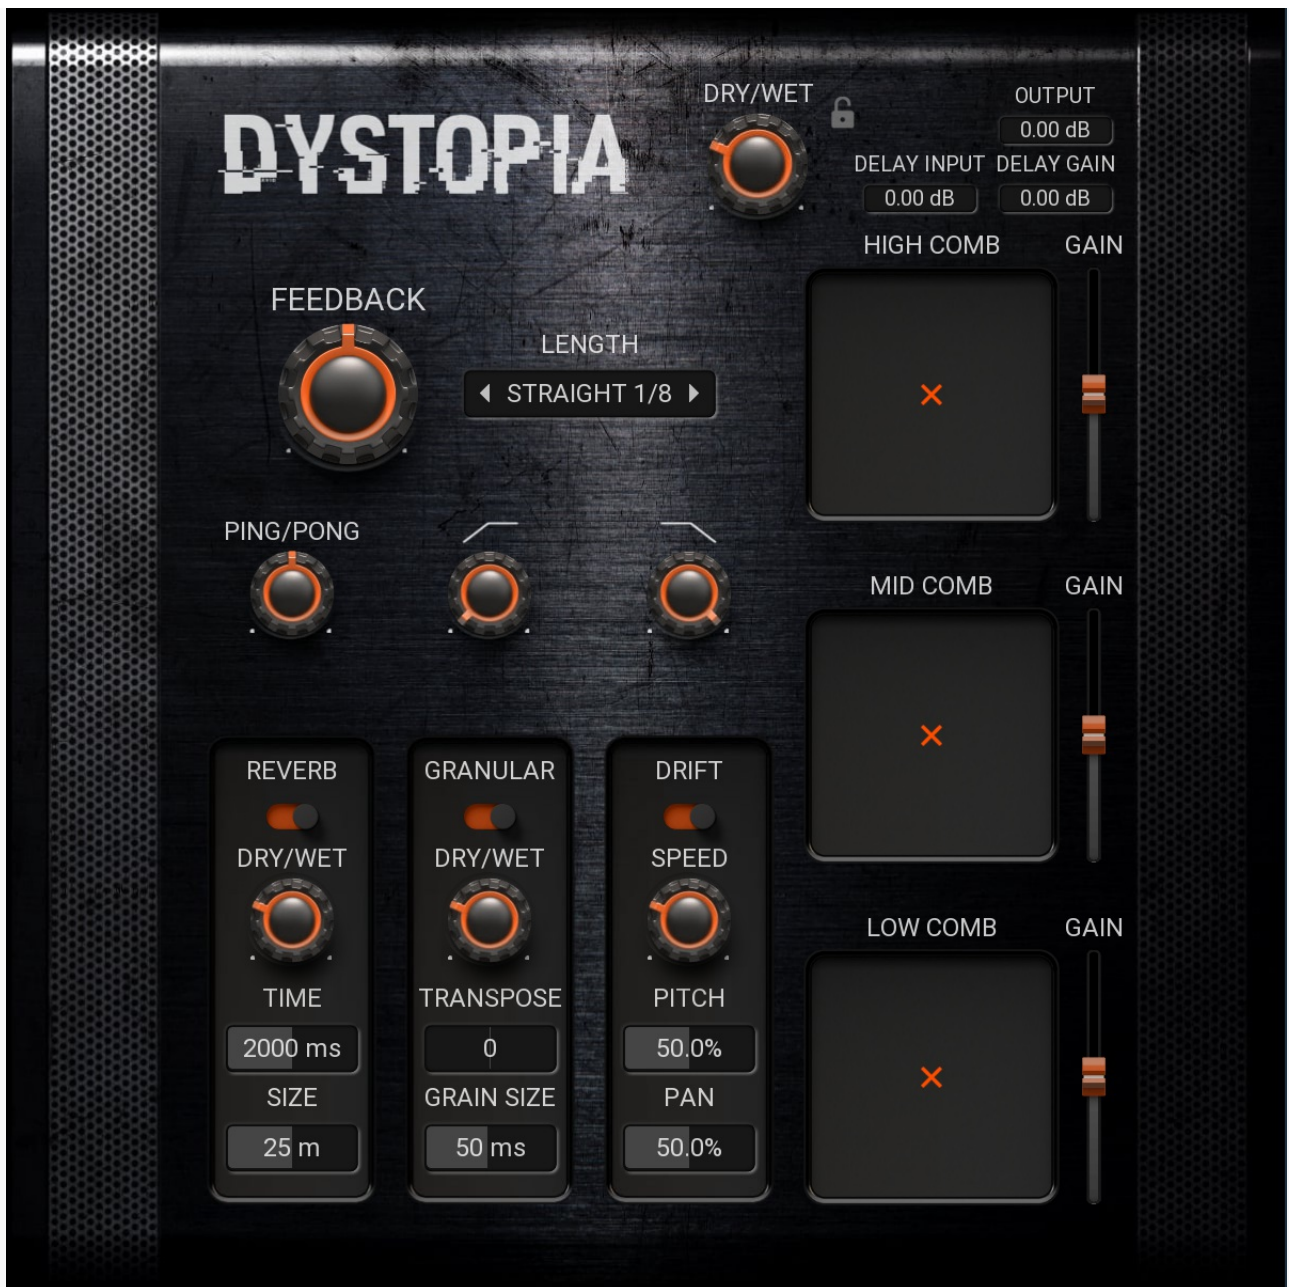 DYSTOPIA
DRY/WET
OUTPUT
0.00 dB
DELAY INPUT
DELAY GAIN
0.00 dB
0.00 dB
FEEDBACK
LENGTH
STRAIGHT 1/8
PING/PONG
HIGH COMB
GAIN
MID COMB
GAIN
LOW COMB
GAIN
REVERB
DRY/WET
TIME
2000 ms
SIZE
25 m
GRANULAR
DRY/WET
TRANSPOSE
0
GRAIN SIZE
50 ms
DRIFT
SPEED
PITCH
50.0%
PAN
50.0%